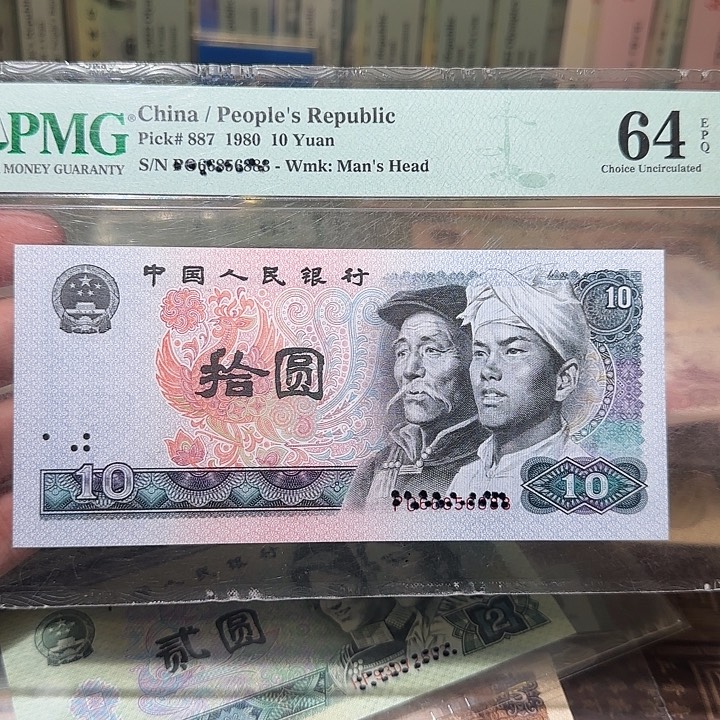 PMG
MONEY GUARANTY
China / People's Republic
Pick# 887 1980 10 Yuan
S/N - Wmk: Man's Head
64
EPQ
Choice Uncirculated
中国人民银行
10
拾圆
10
10
贰圆
2